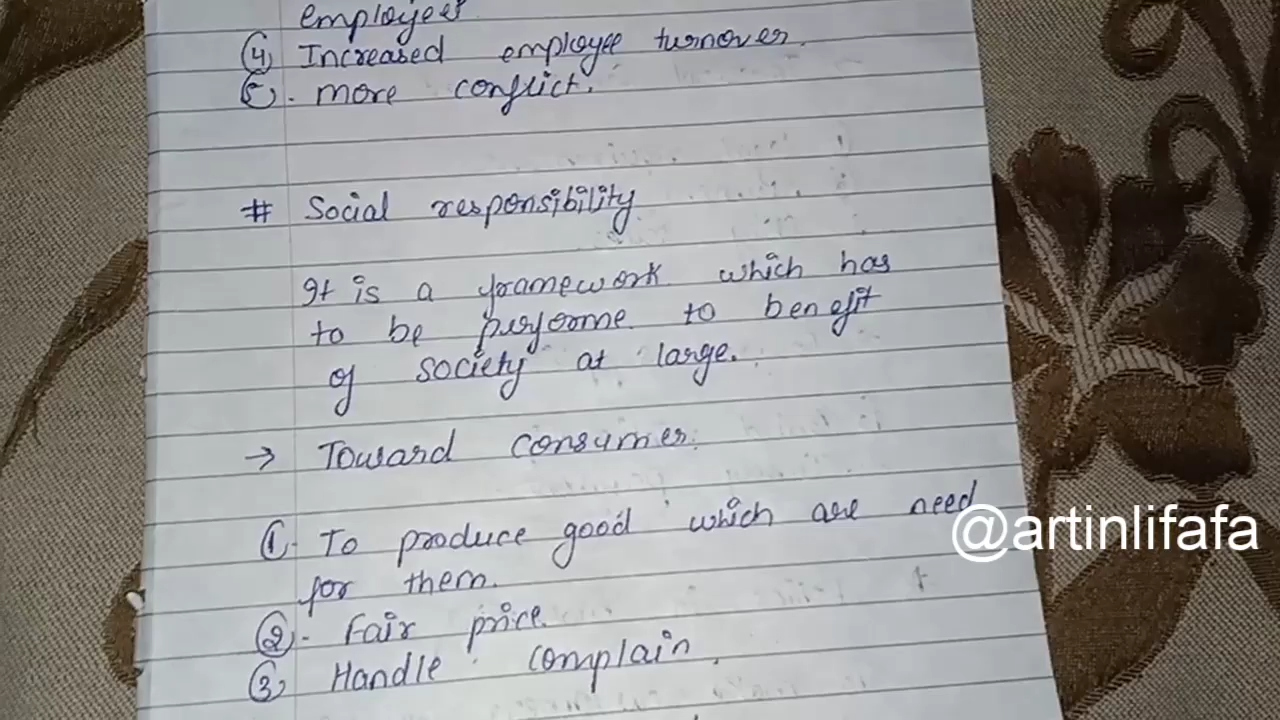 employees
(4) Increased employee turnover.
(5). more conflict.
# Social responsibility
It is a framework which has
to be perforome to benefit
of society at large.
→ Toward consumer.
(1). To produce good which are need
for them.
(2). Fair price.
(3) Handle complain.
@artinlifafa